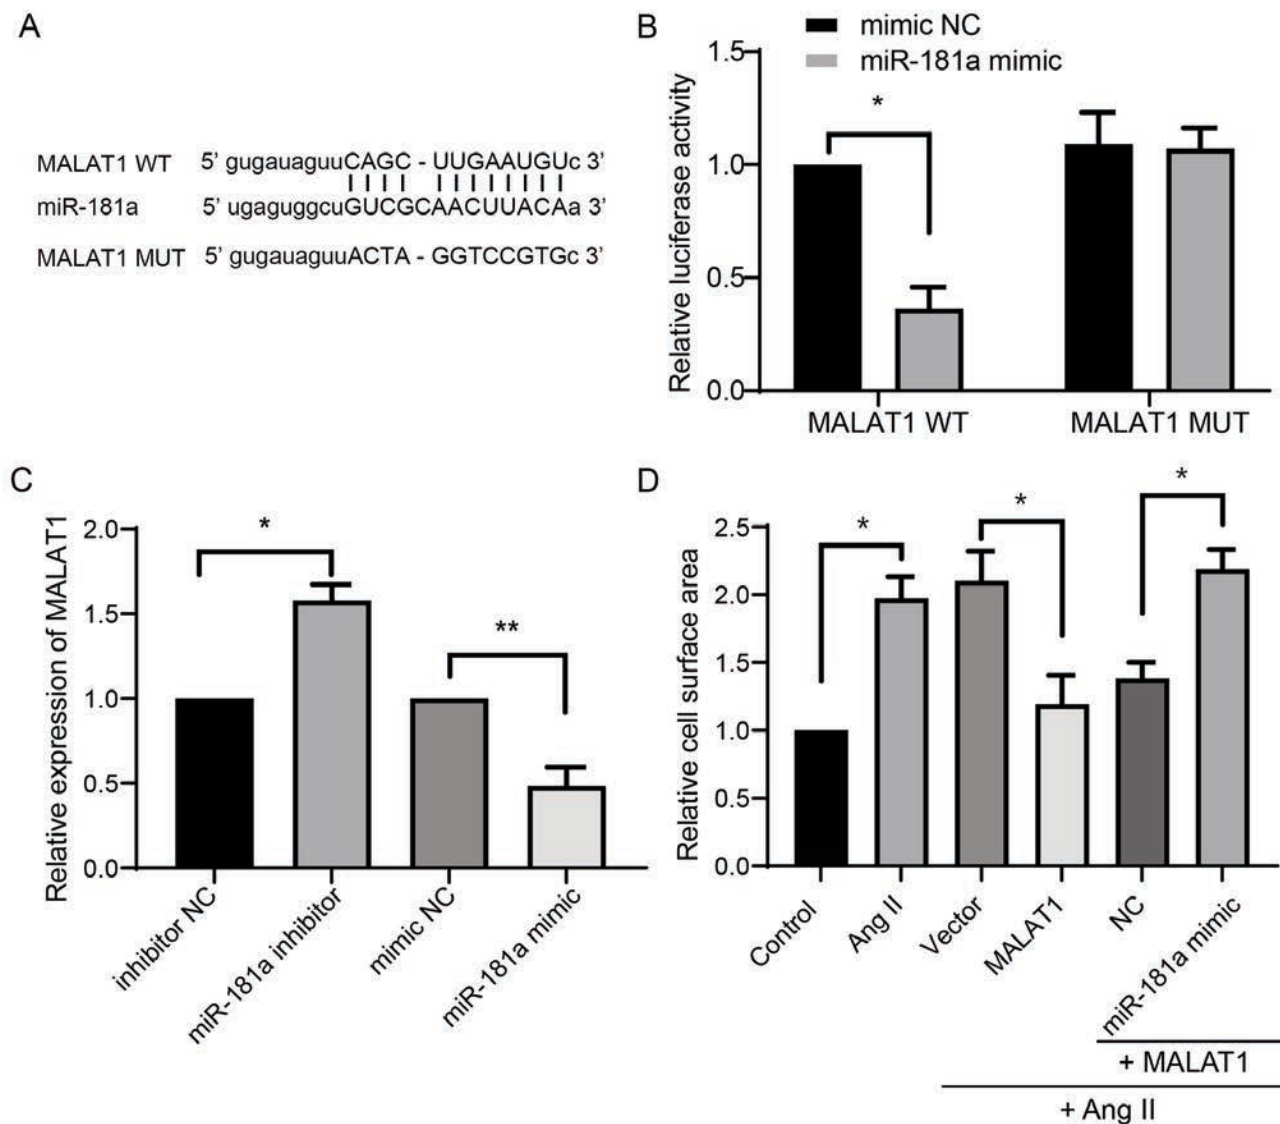 A
MALAT1 WT 5' gugauaguuCAGC - UUGAAUGUc 3'
miR-181a 5' ugaguggcuGUCGCAACUUACAa 3'
MALAT1 MUT 5' gugauaguuACTA - GGTCCGTGc 3'
B
mimic NC
miR-181a mimic
Relative luciferase activity
1.5
1.0
0.5
0.0
*
MALAT1 WT MALAT1 MUT
C
Relative expression of MALAT1
2.0
1.5
1.0
0.5
0.0
*
**
inhibitor NC
miR-181a inhibitor
mimic NC
miR-181a mimic
D
Relative cell surface area
2.5
2.0
1.5
1.0
0.5
0.0
*
*
*
Control
Ang II
Vector
MALAT1
NC
miR-181a mimic
+ MALAT1
+ Ang II